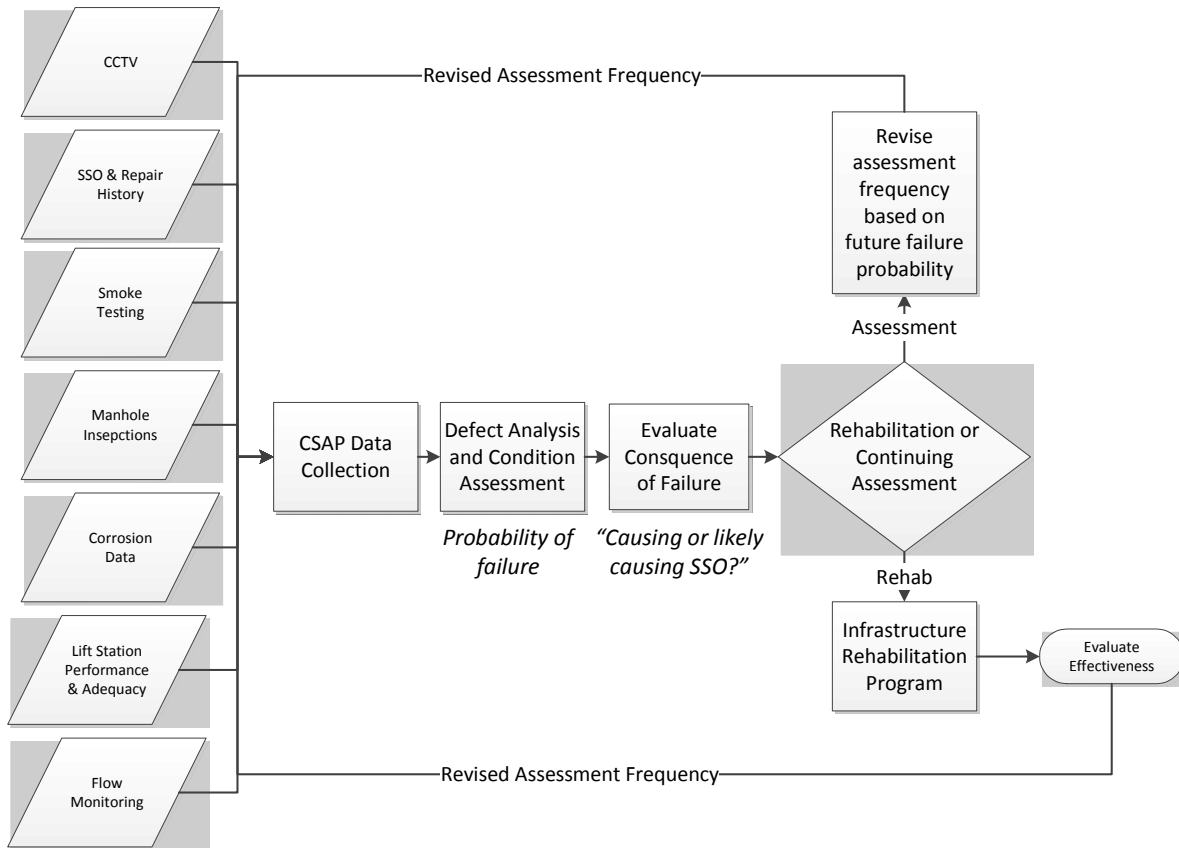 CCTV
SSO & Repair
History
Smoke
Testing
Manhole
Insepctions
Corrosion
Data
Lift Station
Performance
& Adequacy
Flow
Monitoring
Revised Assessment Frequency
CSAP Data
Collection
Defect Analysis
and Condition
Assessment
Probability of
failure
Evaluate
Consquence
of Failure
“Causing or likely
causing SSO?”
Rehabilitation or
Continuing
Assessment
Assessment
Revise
assessment
frequency
based on
future failure
probability
Rehab
Infrastructure
Rehabilitation
Program
Evaluate
Effectiveness
Revised Assessment Frequency